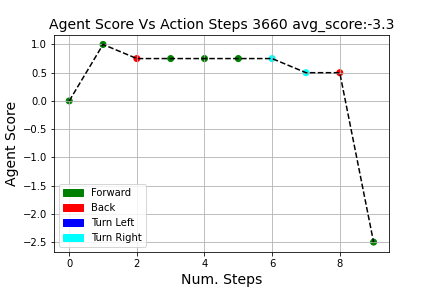 Agent Score Vs Action Steps 3660 avg_score:-3.3
1.0
0.5
0.0
−0.5
−1.0
−1.5
−2.0
−2.5
Agent Score
Forward
Back
Turn Left
Turn Right
0 2 4 6 8
Num. Steps